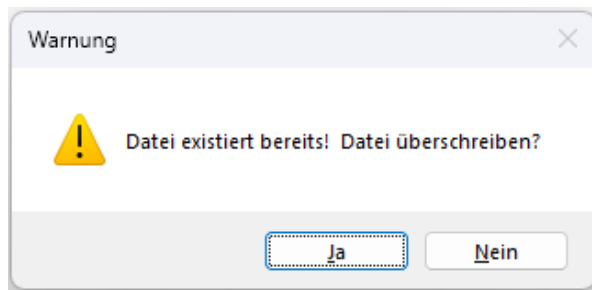 Warnung
Datei existiert bereits!  Datei überschreiben?
Ja
Nein